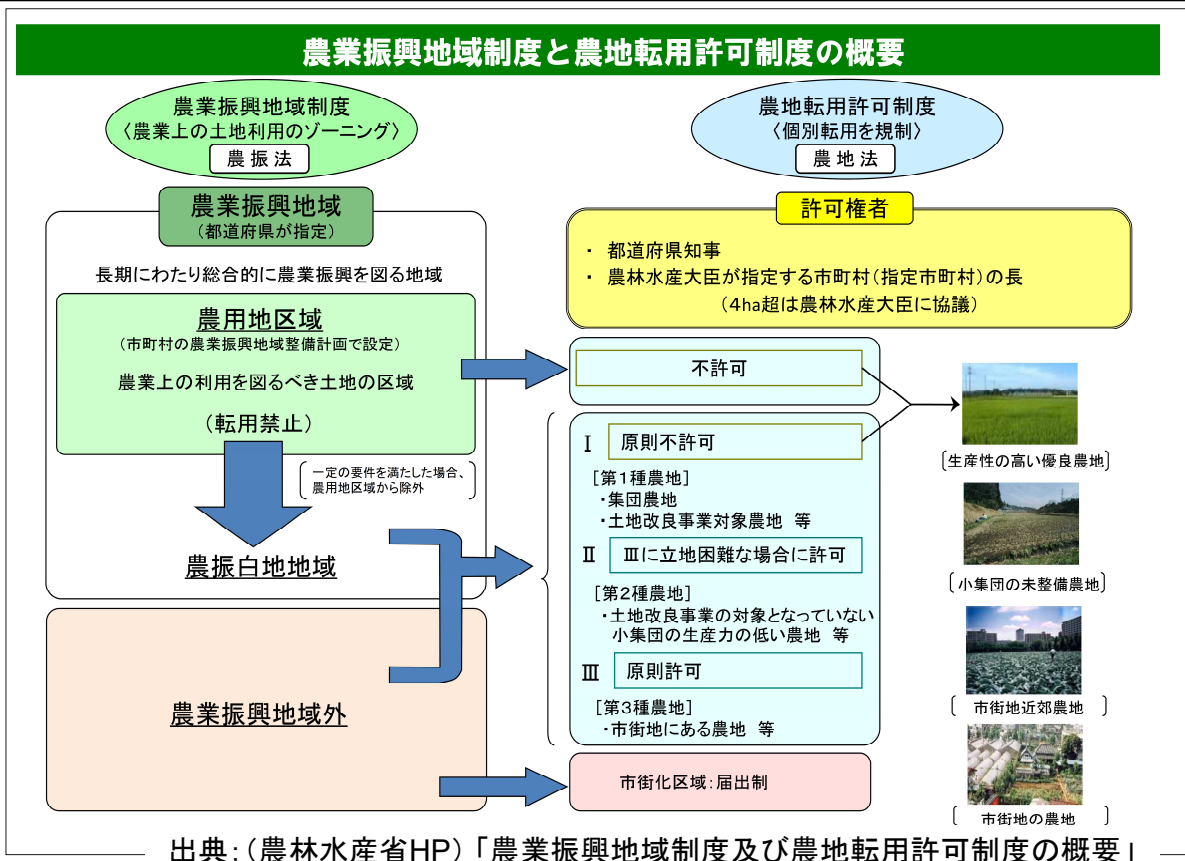 農業振興地域制度と農地転用許可制度の概要
農業振興地域制度
〈農業上の土地利用のゾーニング〉
農振法
農業振興地域
(都道府県が指定)
長期にわたり総合的に農業振興を図る地域
農用地区域
(市町村の農業振興地域整備計画で設定)
農業上の利用を図るべき土地の区域
(転用禁止)
一定の要件を満たした場合、
農用地区域から除外
農振白地地域
農業振興地域外
農地転用許可制度
〈個別転用を規制〉
農地法
許可権者
・ 都道府県知事
・ 農林水産大臣が指定する市町村(指定市町村)の長
(4ha超は農林水産大臣に協議)
不許可
Ⅰ 原則不許可
[第1種農地]
・集団農地
・土地改良事業対象農地 等
Ⅱ Ⅲに立地困難な場合に許可
[第2種農地]
・土地改良事業の対象となっていない
小集団の生産力の低い農地 等
Ⅲ 原則許可
[第3種農地]
・市街地にある農地 等
市街化区域:届出制
生産性の高い優良農地
小集団の未整備農地
市街地近郊農地
市街地の農地
出典:(農林水産省HP)「農業振興地域制度及び農地転用許可制度の概要」